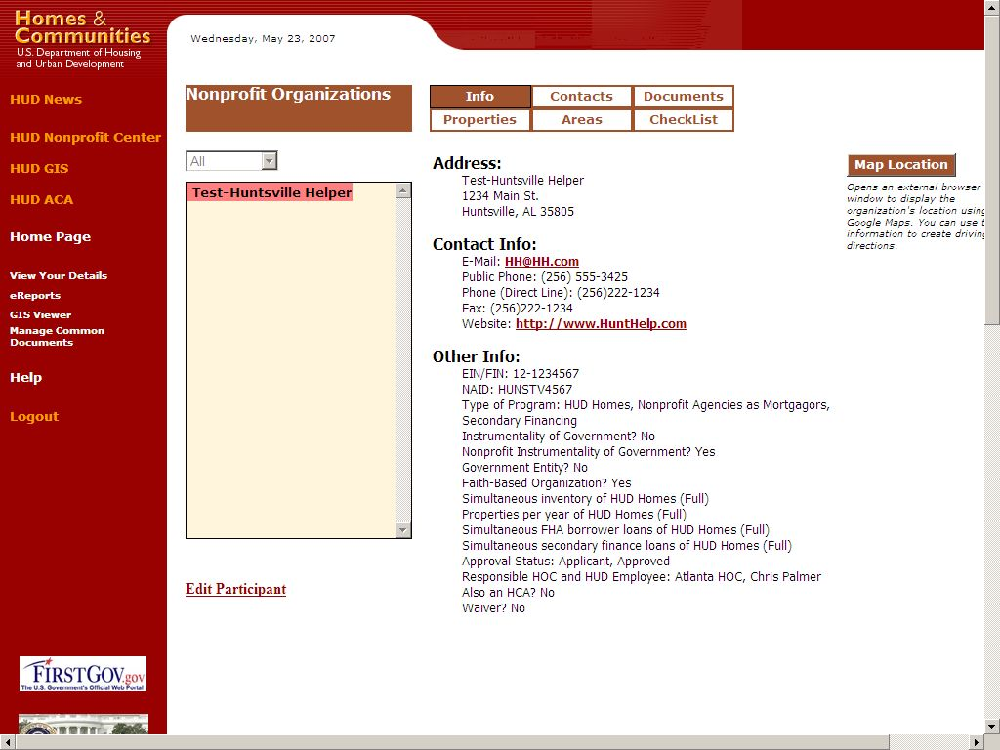 Homes &
Communities
U.S. Department of Housing
and Urban Development
Wednesday, May 23, 2007
HUD News
HUD Nonprofit Center
HUD GIS
HUD ACA
Home Page
View Your Details
eReports
GIS Viewer
Manage Common
Documents
Help
Logout
FIRSTGOV.gov
The U.S. Government's Official Web Portal
Nonprofit Organizations
All
Test-Huntsville Helper
Edit Participant
Info Contacts Documents
Properties Areas CheckList
Address:
Test-Huntsville Helper
1234 Main St.
Huntsville, AL 35805
Contact Info:
E-Mail: HH@HH.com
Public Phone: (256) 555-3425
Phone (Direct Line): (256)222-1234
Fax: (256)222-1234
Website: http://www.HuntHelp.com
Other Info:
EIN/FIN: 12-1234567
NAID: HUNSTV4567
Type of Program: HUD Homes, Nonprofit Agencies as Mortgagors,
Secondary Financing
Instrumentality of Government? No
Nonprofit Instrumentality of Government? Yes
Government Entity? No
Faith-Based Organization? Yes
Simultaneous inventory of HUD Homes (Full)
Properties per year of HUD Homes (Full)
Simultaneous FHA borrower loans of HUD Homes (Full)
Simultaneous secondary finance loans of HUD Homes (Full)
Approval Status: Applicant, Approved
Responsible HOC and HUD Employee: Atlanta HOC, Chris Palmer
Also an HCA? No
Waiver? No
Map Location
Opens an external browser
window to display the
organization's location using
Google Maps. You can use t
information to create driving
directions.